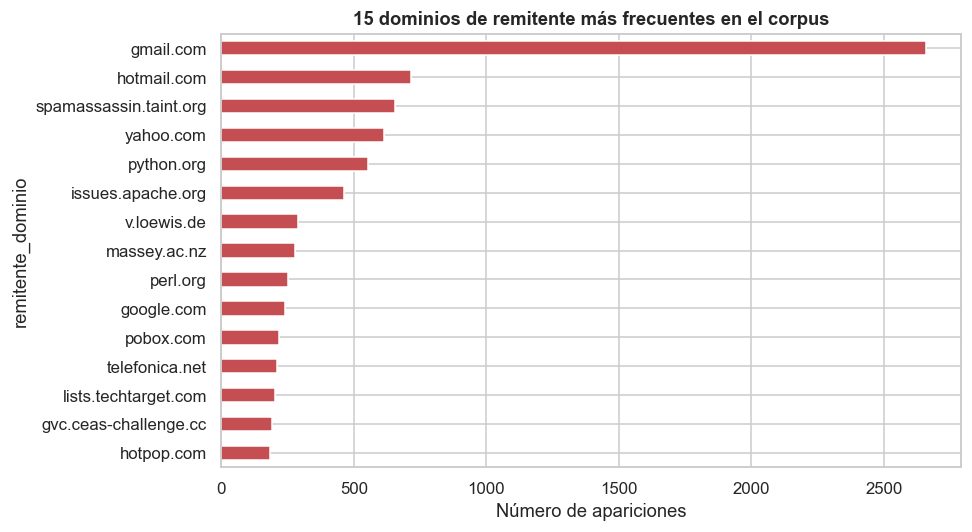 15 dominios de remitente más frecuentes en el corpus
gmail.com
hotmail.com
spamassassin.taint.org
yahoo.com
python.org
issues.apache.org
v.loewis.de
massey.ac.nz
perl.org
google.com
pobox.com
telefonica.net
lists.techtarget.com
gvc.ceas-challenge.cc
hotpop.com
remitente_dominio
0 500 1000 1500 2000 2500
Número de apariciones